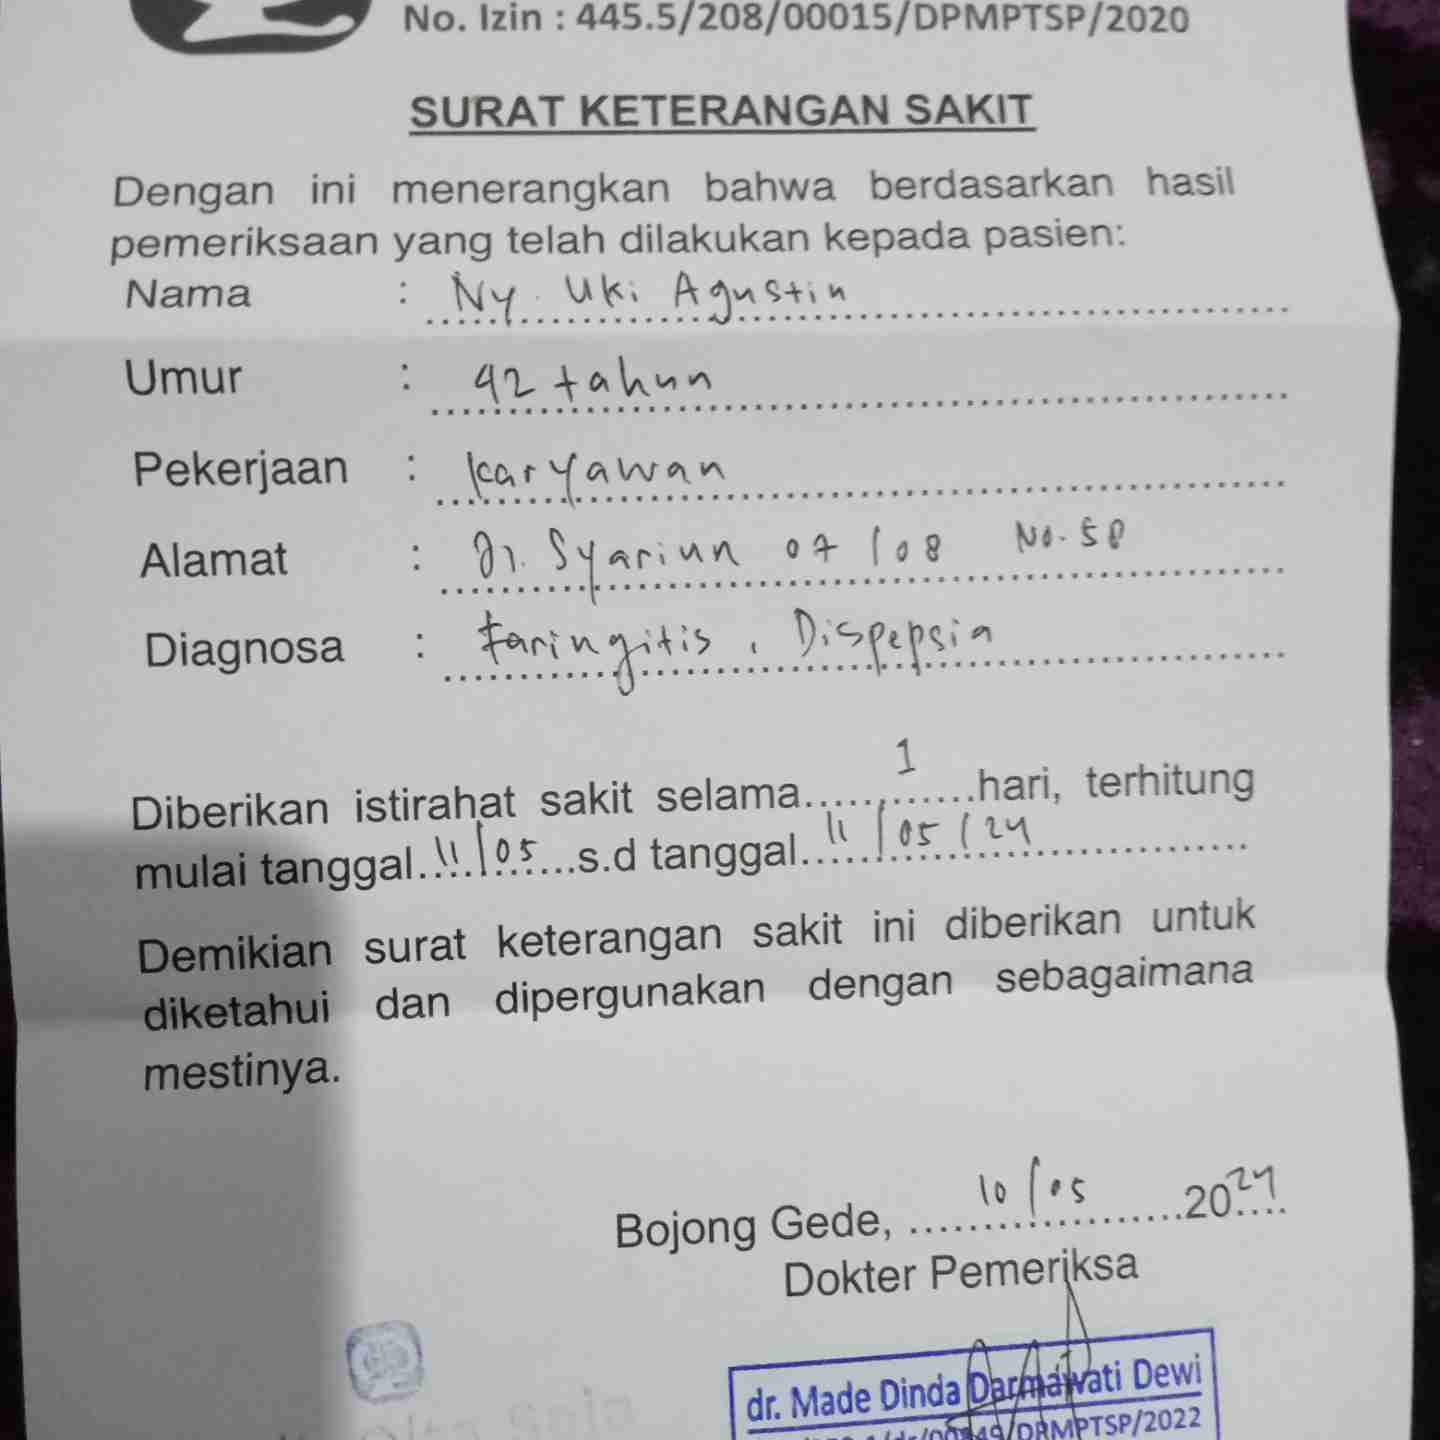 No. Izin : 445.5/208/00015/DPMPTSP/2020
SURAT KETERANGAN SAKIT
Dengan ini menerangkan bahwa berdasarkan hasil
pemeriksaan yang telah dilakukan kepada pasien:
Nama : Ny. Uki Agustin
Umur : 42 tahun
Pekerjaan : Karyawan
Alamat : Jl. Syariun 07/08 No. 58
Diagnosa : Faringitis, Dispepsia
Diberikan istirahat sakit selama 1 hari, terhitung
mulai tanggal 11/05 s.d tanggal 11/05/24
Demikian surat keterangan sakit ini diberikan untuk
diketahui dan dipergunakan dengan sebagaimana
mestinya.
Bojong Gede, 10/05 2024
Dokter Pemeriksa
dr. Made Dinda Darmawati Dewi
/DRMPTSP/2022